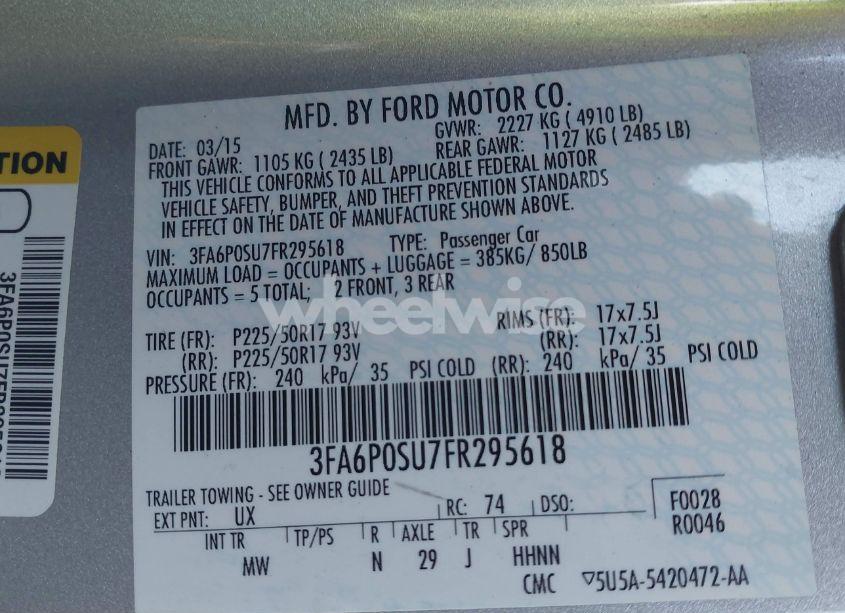 MFD. BY FORD MOTOR CO.
DATE: 03/15 GVWR: 2227 KG ( 4910 LB)
FRONT GAWR: 1105 KG ( 2435 LB) REAR GAWR: 1127 KG ( 2485 LB)
THIS VEHICLE CONFORMS TO ALL APPLICABLE FEDERAL MOTOR
VEHICLE SAFETY, BUMPER, AND THEFT PREVENTION STANDARDS
IN EFFECT ON THE DATE OF MANUFACTURE SHOWN ABOVE.
VIN: 3FA6P0SU7FR295618 TYPE: Passenger Car
MAXIMUM LOAD = OCCUPANTS + LUGGAGE = 385KG/ 850LB
OCCUPANTS = 5 TOTAL; 2 FRONT, 3 REAR
wheelwise
TIRE (FR): P225/50R17 93V RIMS (FR): 17x7.5J
(RR): P225/50R17 93V (RR): 17x7.5J
PRESSURE (FR): 240 kPa/ 35 PSI COLD (RR): 240 kPa/ 35 PSI COLD
3FA6P0SU7FR295618
TRAILER TOWING - SEE OWNER GUIDE
EXT PNT: UX RC: 74 DSO: F0028
R0046
INT TR TP/PS R AXLE TR SPR
MW N 29 J HHNN
CMC ▽5U5A-5420472-AA
TION